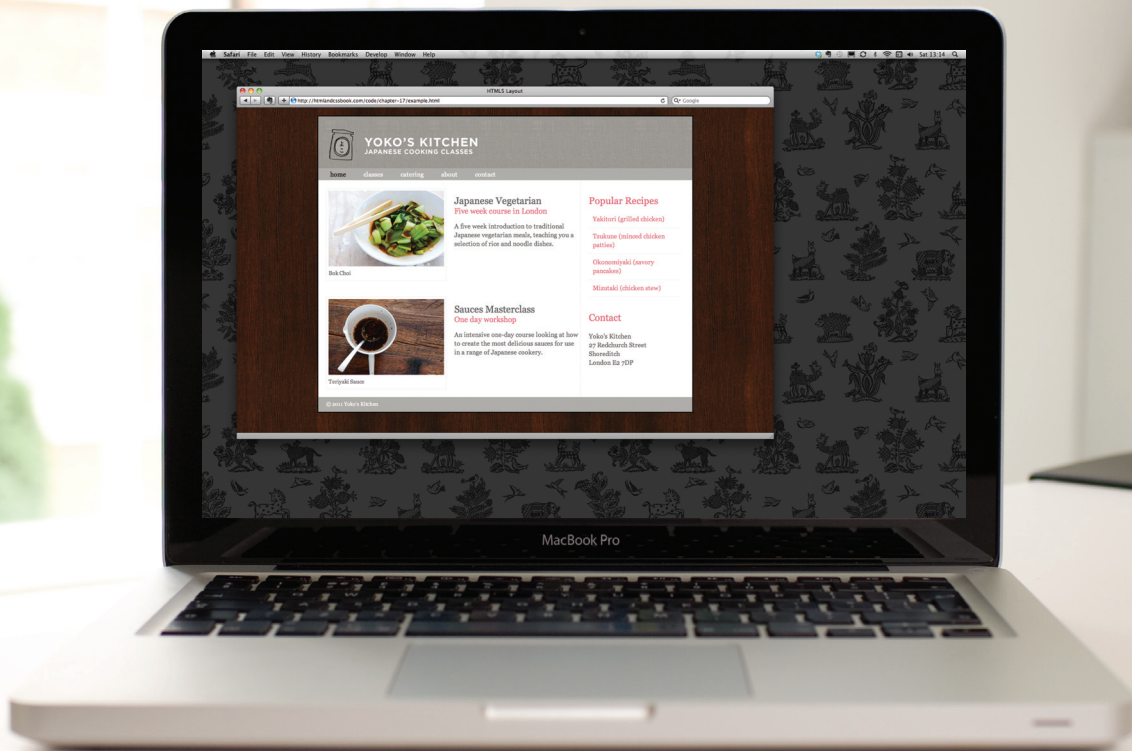 Safari File Edit View History Bookmarks Develop Window Help
Sat 13:14
HTML5 Layout
http://htmlandcssbook.com/code/chapter-17/example.html
Google
YOKO'S KITCHEN
JAPANESE COOKING CLASSES
home classes catering about contact
Japanese Vegetarian
Five week course in London
A five week introduction to traditional
Japanese vegetarian meals, teaching you a
selection of rice and noodle dishes.
Bok Choi
Sauces Masterclass
One day workshop
An intensive one-day course looking at how
to create the most delicious sauces for use
in a range of Japanese cookery.
Teriyaki Sauce
Popular Recipes
Yakitori (grilled chicken)
Tsukune (minced chicken
patties)
Okonomiyaki (savory
pancakes)
Mizutaki (chicken stew)
Contact
Yoko's Kitchen
27 Redchurch Street
Shoreditch
London E2 7DP
© 2011 Yoko's Kitchen
MacBook Pro